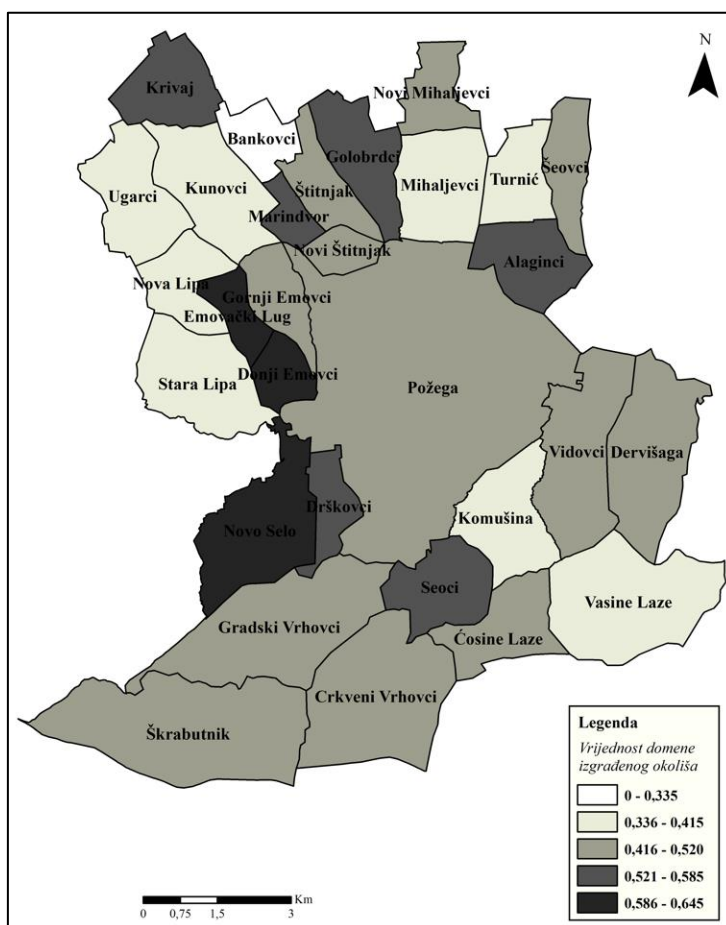 N
Krivaj
Novi Mihaljevci
Bankovci
Golobrdci
Šeovci
Turnić
Mihaljevci
Kunovci
Štitnjak
Ugarci
Marindvor
Novi Štitnjak
Alaginci
Nova Lipa
Gornji Emovci
Emovački Lug
Donji Emovci
Stara Lipa
Požega
Vidovci
Dervišaga
Drškovci
Komušina
Novo Selo
Seoci
Vasine Laze
Gradski Vrhovci
Ćosine Laze
Crkveni Vrhovci
Škrabutnik
Legenda
Vrijednost domene
izgrađenog okoliša
0 - 0,335
0,336 - 0,415
0,416 - 0,520
0,521 - 0,585
0,586 - 0,645
Km
0 0,75 1,5 3